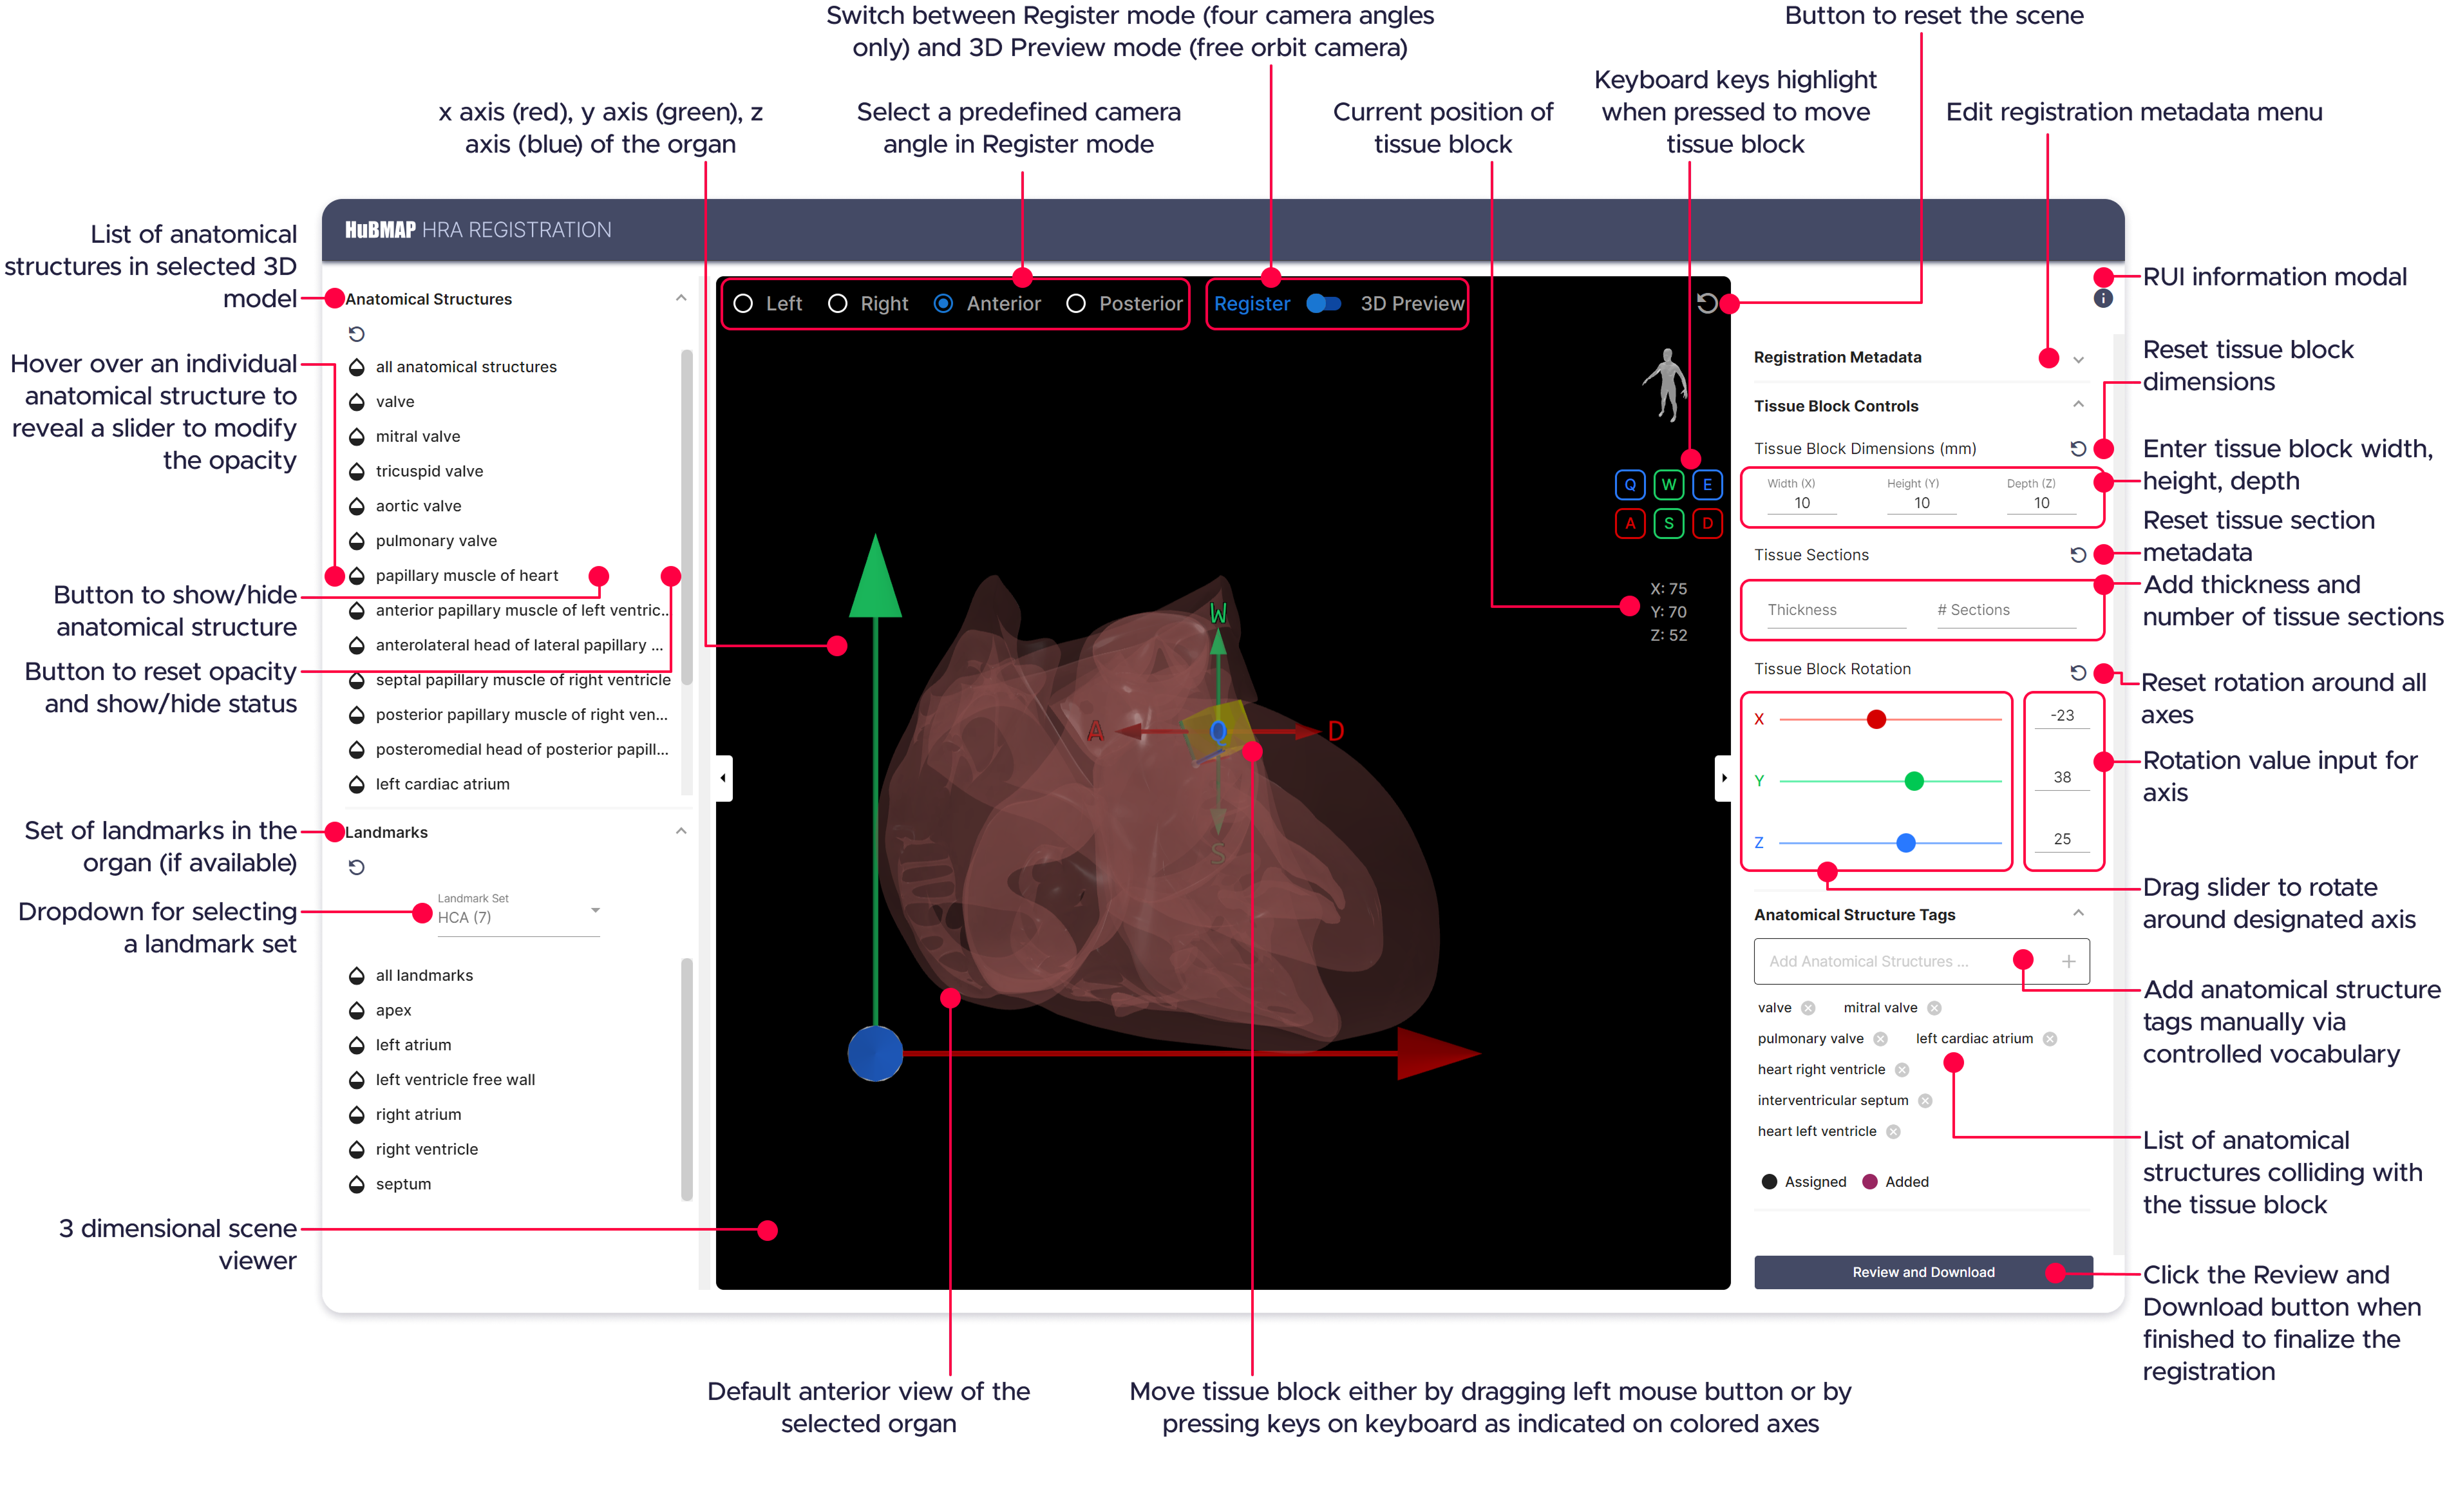 Switch between Register mode (four camera angles
only) and 3D Preview mode (free orbit camera)
Button to reset the scene
x axis (red), y axis (green), z
axis (blue) of the organ
Select a predefined camera
angle in Register mode
Current position of
tissue block
Keyboard keys highlight
when pressed to move
tissue block
Edit registration metadata menu
List of anatomical
structures in selected 3D
model
Hover over an individual
anatomical structure to
reveal a slider to modify
the opacity
Button to show/hide
anatomical structure
Button to reset opacity
and show/hide status
Set of landmarks in the
organ (if available)
Dropdown for selecting
a landmark set
3 dimensional scene
viewer
HuBMAP HRA REGISTRATION
Anatomical Structures
all anatomical structures
valve
mitral valve
tricuspid valve
aortic valve
pulmonary valve
papillary muscle of heart
anterior papillary muscle of left ventric...
anterolateral head of lateral papillary ...
septal papillary muscle of right ventricle
posterior papillary muscle of right ven...
posteromedial head of posterior papill...
left cardiac atrium
Landmarks
Landmark Set
HCA (7)
all landmarks
apex
left atrium
left ventricle free wall
right atrium
right ventricle
septum
Left Right Anterior Posterior
Register 3D Preview
Q W E
A S D
X: 75
Y: 70
Z: 52
W
A Q D
S
Registration Metadata
Tissue Block Controls
Tissue Block Dimensions (mm)
Width (X) Height (Y) Depth (Z)
10 10 10
Tissue Sections
Thickness # Sections
Tissue Block Rotation
X -23
Y 38
Z 25
Anatomical Structure Tags
Add Anatomical Structures ...
valve mitral valve
pulmonary valve left cardiac atrium
heart right ventricle
interventricular septum
heart left ventricle
Assigned Added
Review and Download
RUI information modal
Reset tissue block
dimensions
Enter tissue block width,
height, depth
Reset tissue section
metadata
Add thickness and
number of tissue sections
Reset rotation around all
axes
Rotation value input for
axis
Drag slider to rotate
around designated axis
Add anatomical structure
tags manually via
controlled vocabulary
List of anatomical
structures colliding with
the tissue block
Click the Review and
Download button when
finished to finalize the
registration
Default anterior view of the
selected organ
Move tissue block either by dragging left mouse button or by
pressing keys on keyboard as indicated on colored axes